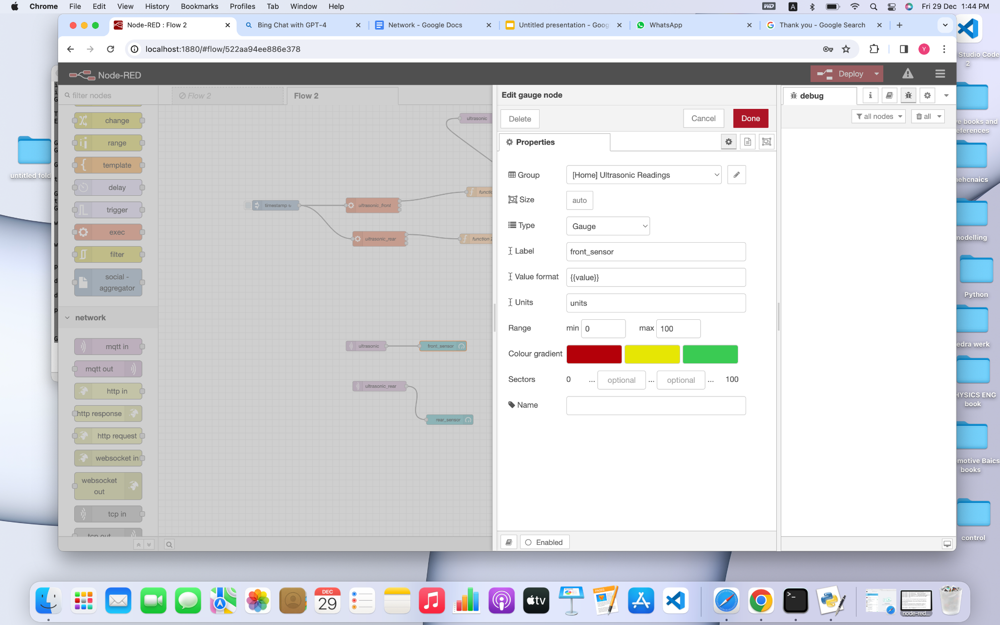 Chrome File Edit View History Bookmarks Profiles Tab Window Help
WD A Fri 29 Dec 1:44 PM
Node-RED : Flow 2
Bing Chat with GPT-4
Network - Google Docs
Untitled presentation - Goog
WhatsApp
Thank you - Google Search
localhost:1880/#flow/522aa94ee886e378
Y
Node-RED
Deploy
filter nodes
change
range
template
delay
trigger
exec
filter
social -
aggregator
network
mqtt in
mqtt out
http in
http response
http request
websocket in
websocket
out
tcp in
tcp out
Flow 2
Flow 2
ultrasonic
timestamp ↻
ultrasonic_front
functio
ultrasonic_rear
function 2
ultrasonic
front_sensor
ultrasonic_rear
rear_sensor
Edit gauge node
Delete
Cancel
Done
Properties
Group [Home] Ultrasonic Readings
Size auto
Type Gauge
Label front_sensor
Value format {{value}}
Units units
Range min 0 max 100
Colour gradient
Sectors 0 ... optional ... optional ... 100
Name
Enabled
debug
i
all nodes
all
untitled fold
Studio Code
2
ve books and
eferences
nehcnaics
modelling
Python
edra werk
HYSICS ENG
book
motive Baics
books
control
DEC
29
tv
PAGES
>_
node-red...